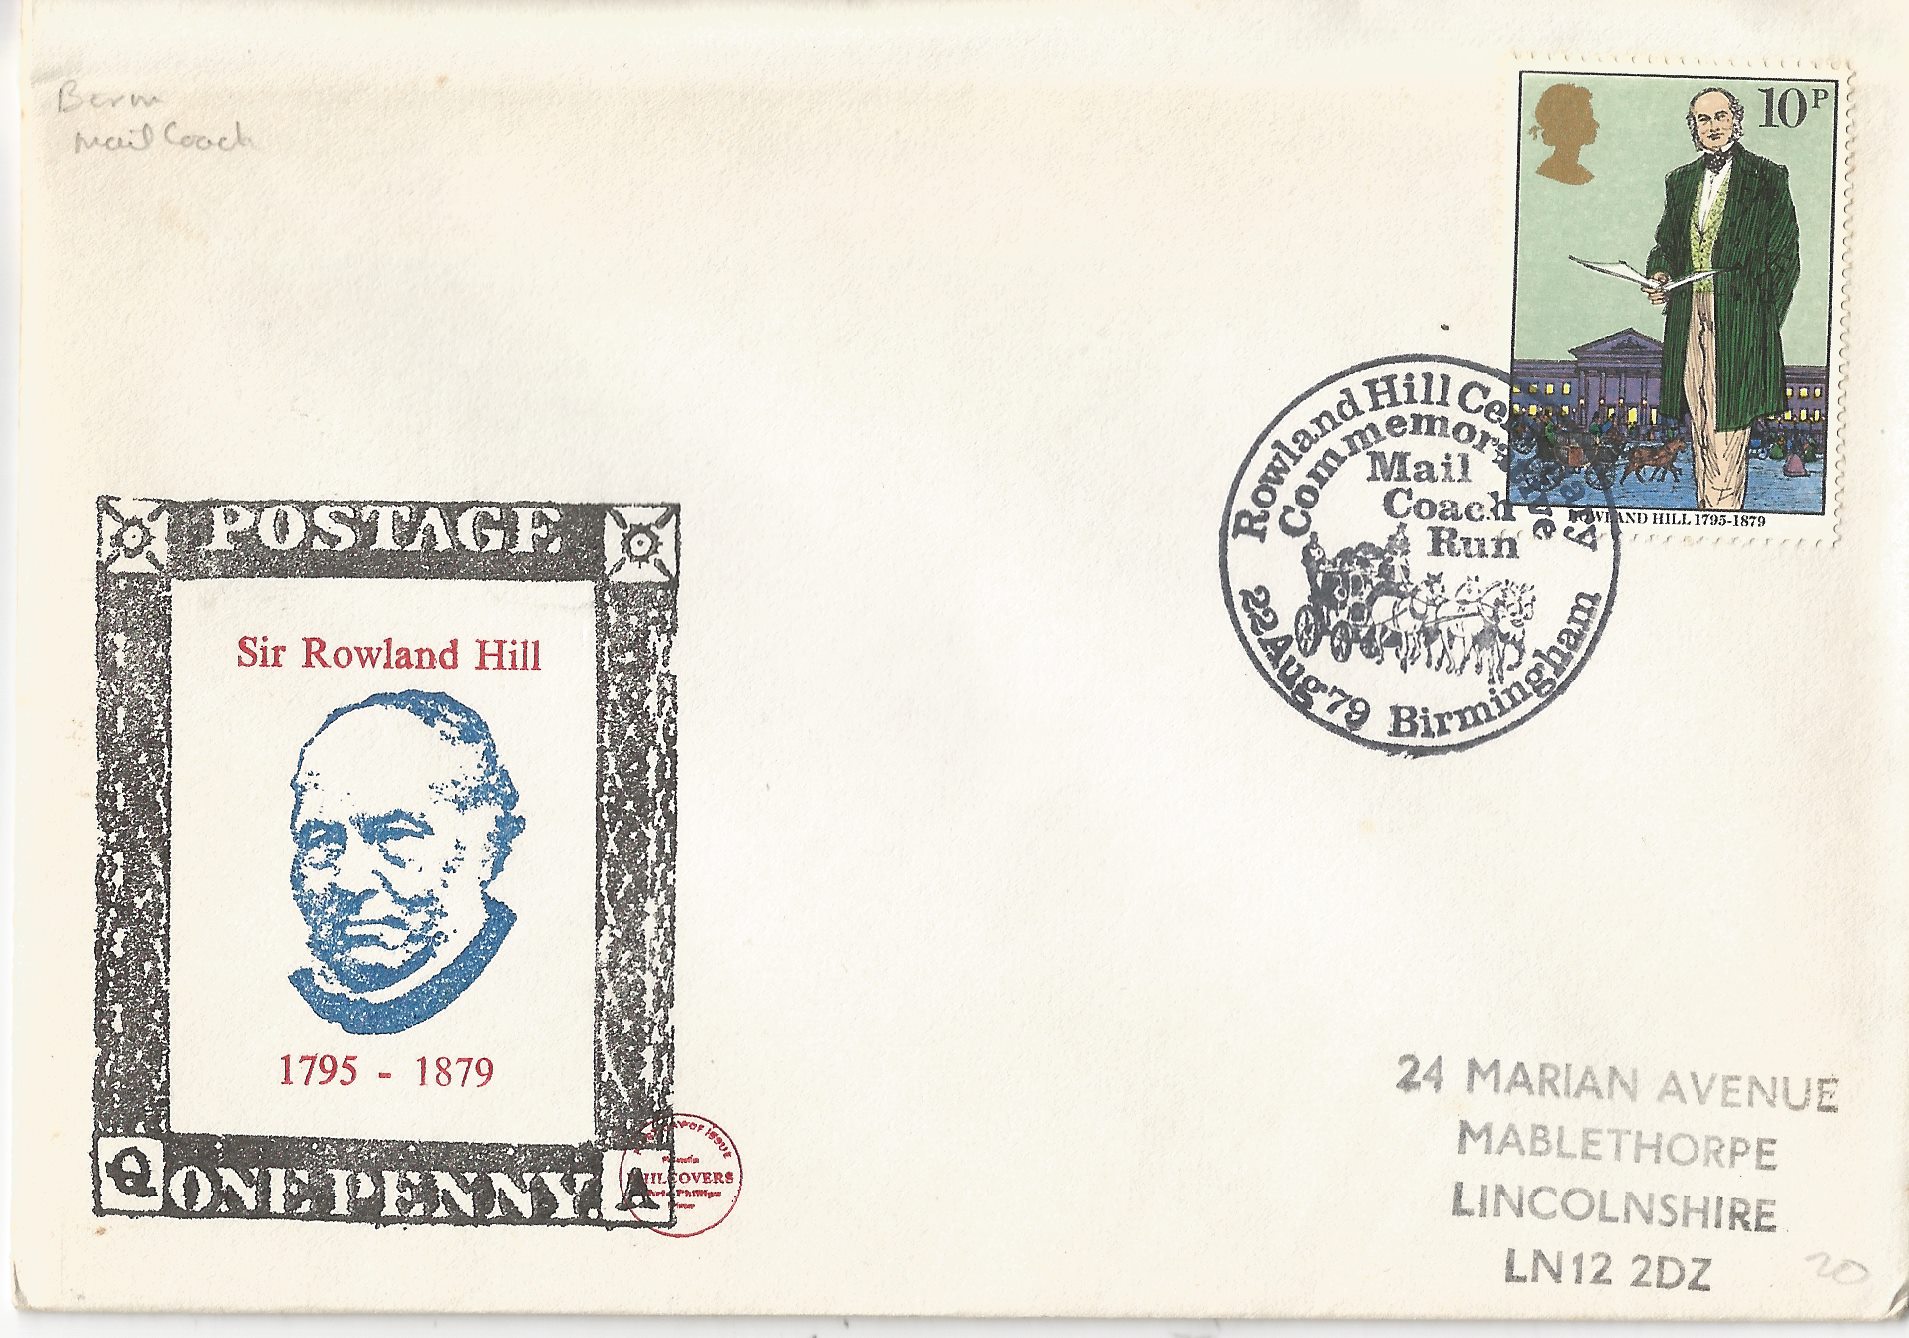 Mail Coach
10P
ROWLAND HILL 1795-1879
Rowland Hill Centenary
Commemorative
Mail
Coach
Run
22 Aug '79 Birmingham
POSTAGE
Sir Rowland Hill
1795 - 1879
Q ONE PENNY. A
PHILCOVERS
24 MARIAN AVENUE
MABLETHORPE
LINCOLNSHIRE
LN12 2DZ
20